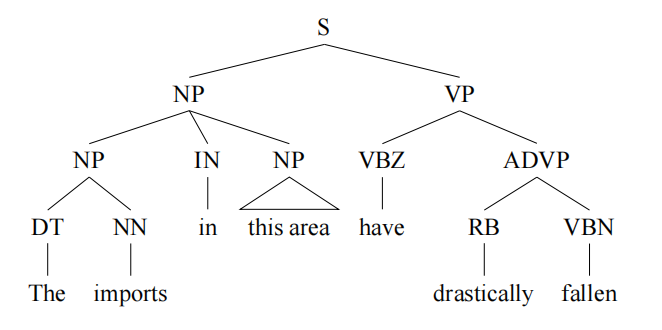 S
NP VP
NP IN NP VBZ ADVP
DT NN in this area have RB VBN
The imports drastically fallen